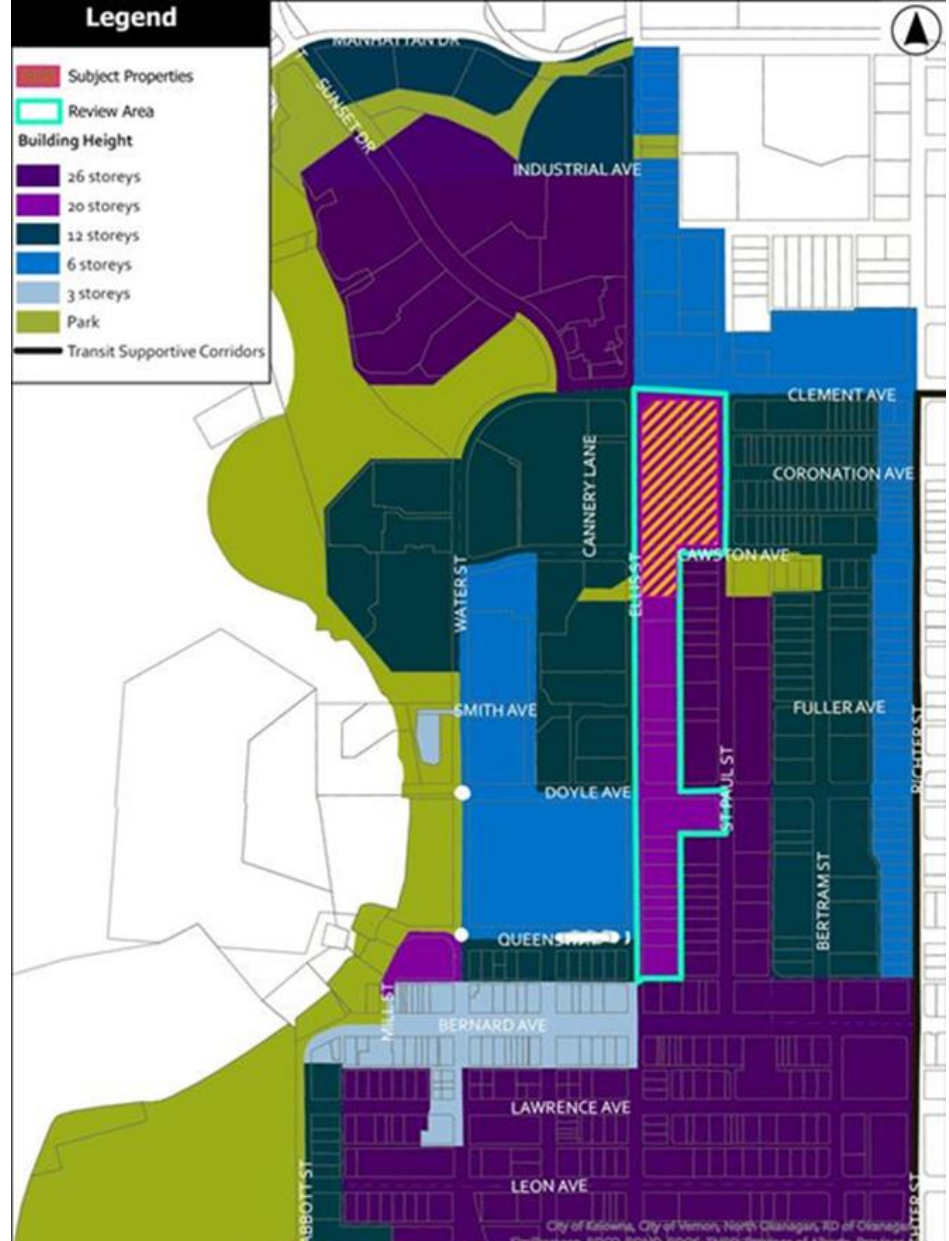 Legend
Subject Properties
Review Area
Building Height
26 storeys
20 storeys
12 storeys
6 storeys
3 storeys
Park
Transit Supportive Corridors
MANHATTAN DR
SUNSET DR
INDUSTRIAL AVE
CLEMENT AVE
CANNERY LANE
CORONATION AVE
CAWSTON AVE
WATER ST
ELLIS ST
SMITH AVE
FULLER AVE
RICHTER ST
ST PAUL ST
DOYLE AVE
BERTRAM ST
MILL ST
BERNARD AVE
LAWRENCE AVE
ABBOTT ST
LEON AVE
City of Kelowna, City of Vernon, North Okanagan, RD of Okanagan